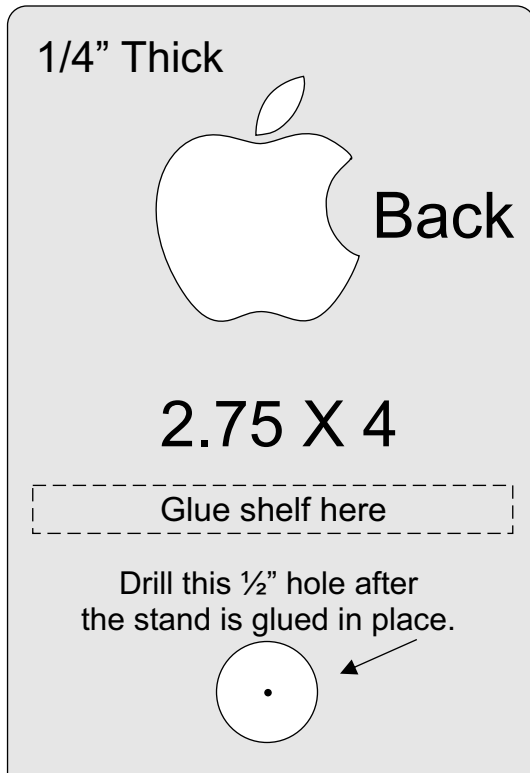 1/4” Thick
Back
2.75 X 4
Glue shelf here
Drill this ½” hole after
the stand is glued in place.